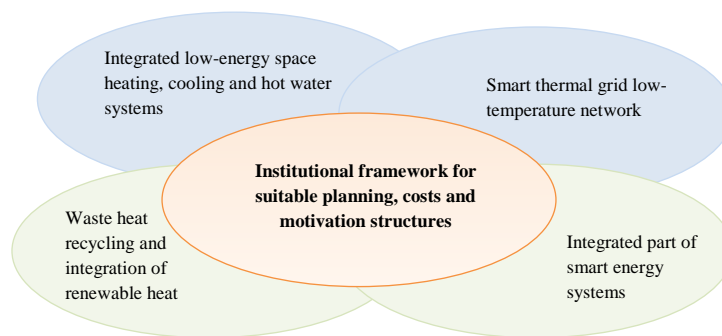 Integrated low-energy space
heating, cooling and hot water
systems
Smart thermal grid low-
temperature network
Institutional framework for
suitable planning, costs and
motivation structures
Waste heat
recycling and
integration of
renewable heat
Integrated part of
smart energy
systems